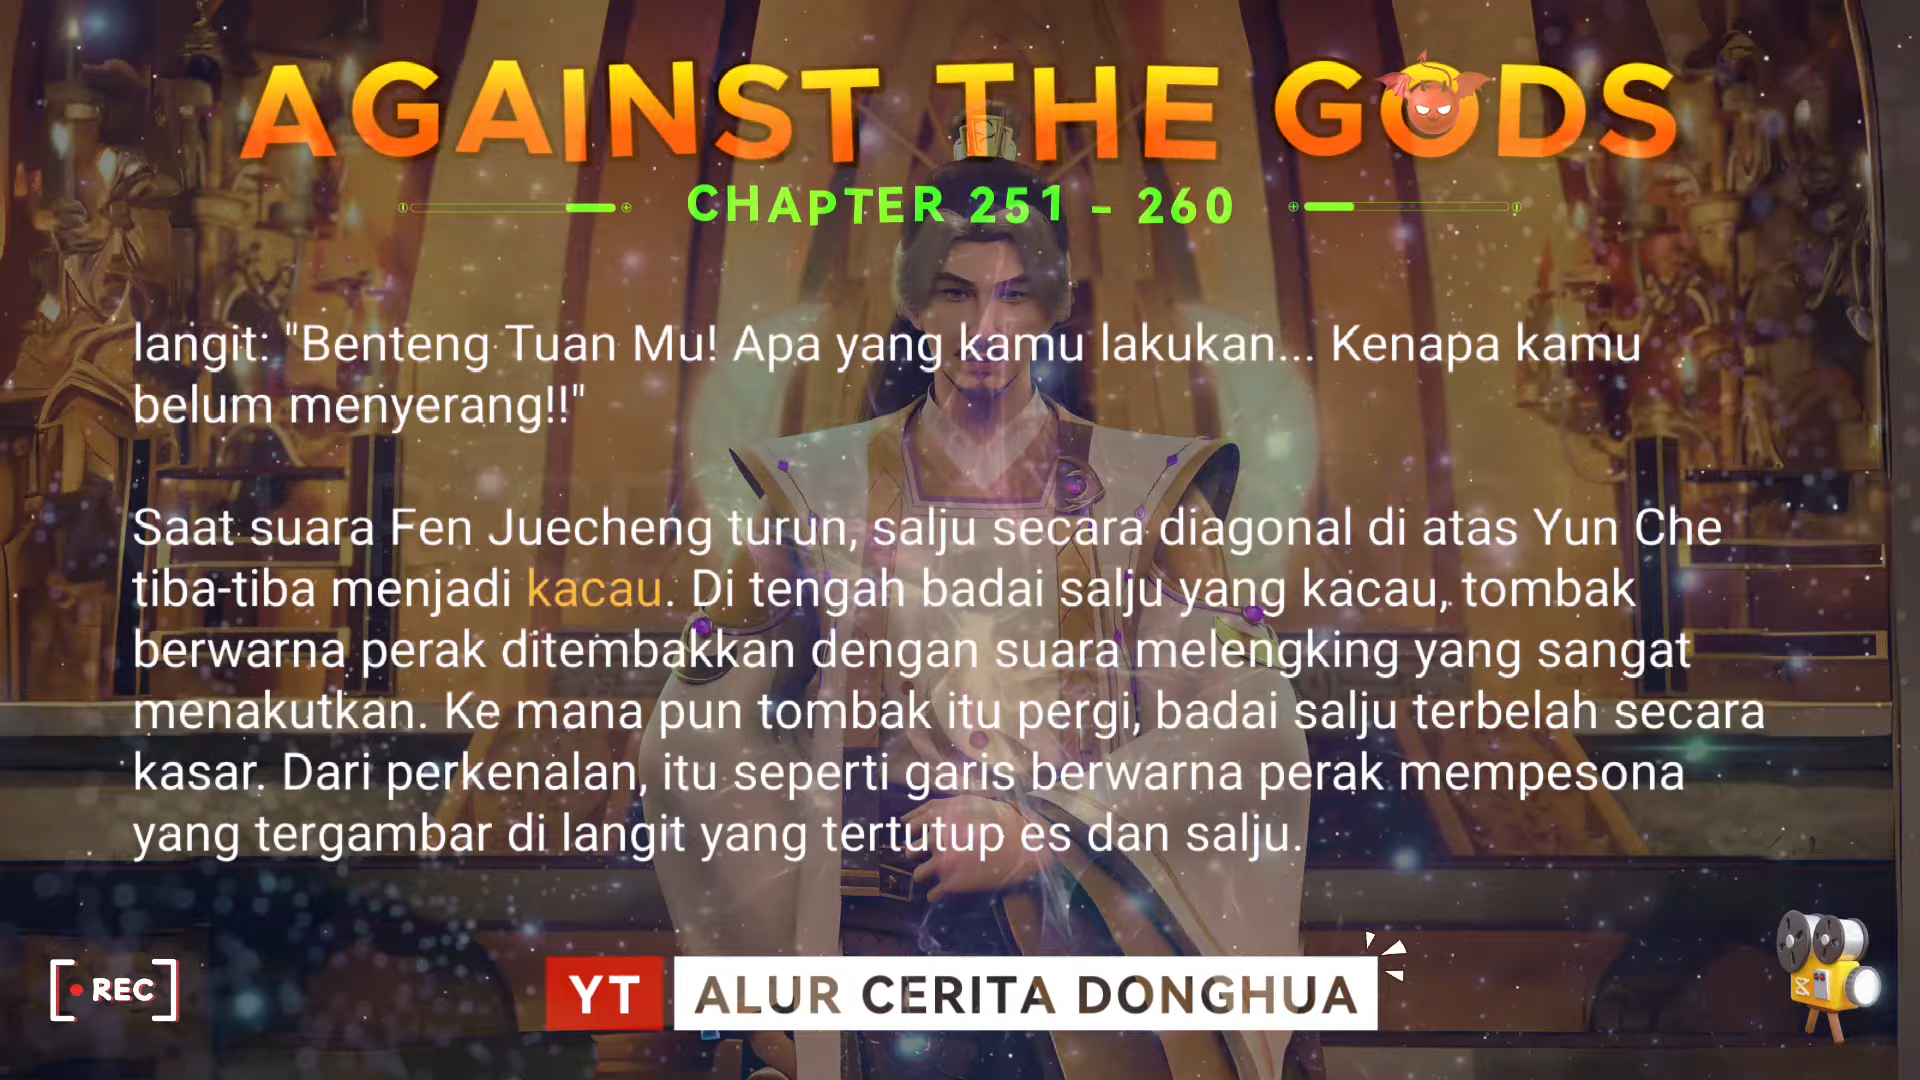 AGAINST THE GODS
CHAPTER 251 - 260
langit: "Benteng Tuan Mu! Apa yang kamu lakukan... Kenapa kamu
belum menyerang!!"
Saat suara Fen Juecheng turun, salju secara diagonal di atas Yun Che
tiba-tiba menjadi kacau. Di tengah badai salju yang kacau, tombak
berwarna perak ditembakkan dengan suara melengking yang sangat
menakutkan. Ke mana pun tombak itu pergi, badai salju terbelah secara
kasar. Dari perkenalan, itu seperti garis berwarna perak mempesona
yang tergambar di langit yang tertutup es dan salju.
REC
YT ALUR CERITA DONGHUA